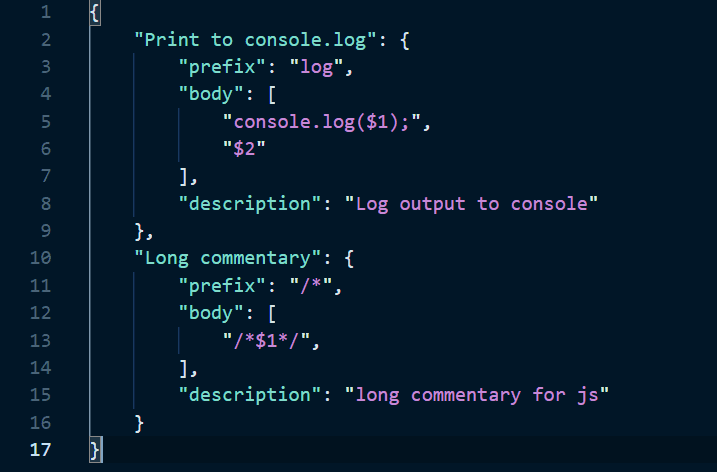 1 {
2     "Print to console.log": {
3         "prefix": "log",
4         "body": [
5             "console.log($1);",
6             "$2"
7         ],
8         "description": "Log output to console"
9     },
10     "Long commentary": {
11         "prefix": "/*",
12         "body": [
13             "/*$1*/",
14         ],
15         "description": "long commentary for js"
16     }
17 }